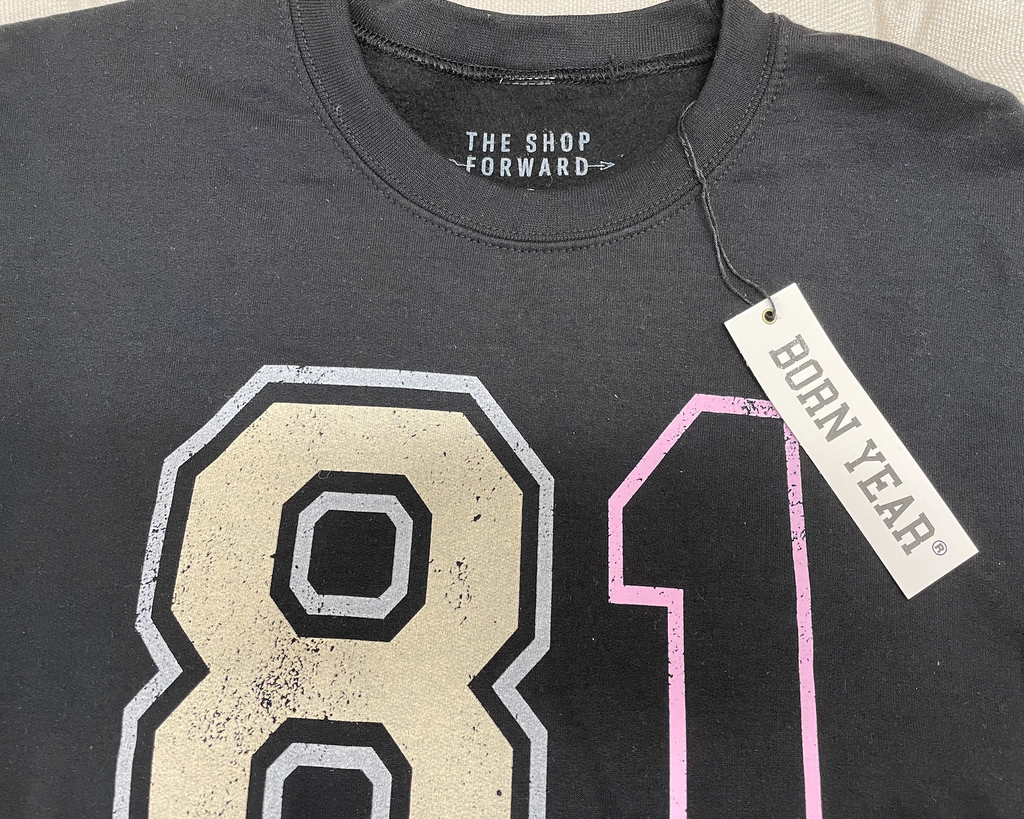 THE SHOP
FORWARD
BORN YEAR®
81